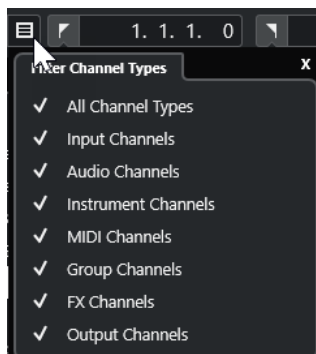 1. 1. 1. 0
Channel Types x
All Channel Types
Input Channels
Audio Channels
Instrument Channels
MIDI Channels
Group Channels
FX Channels
Output Channels